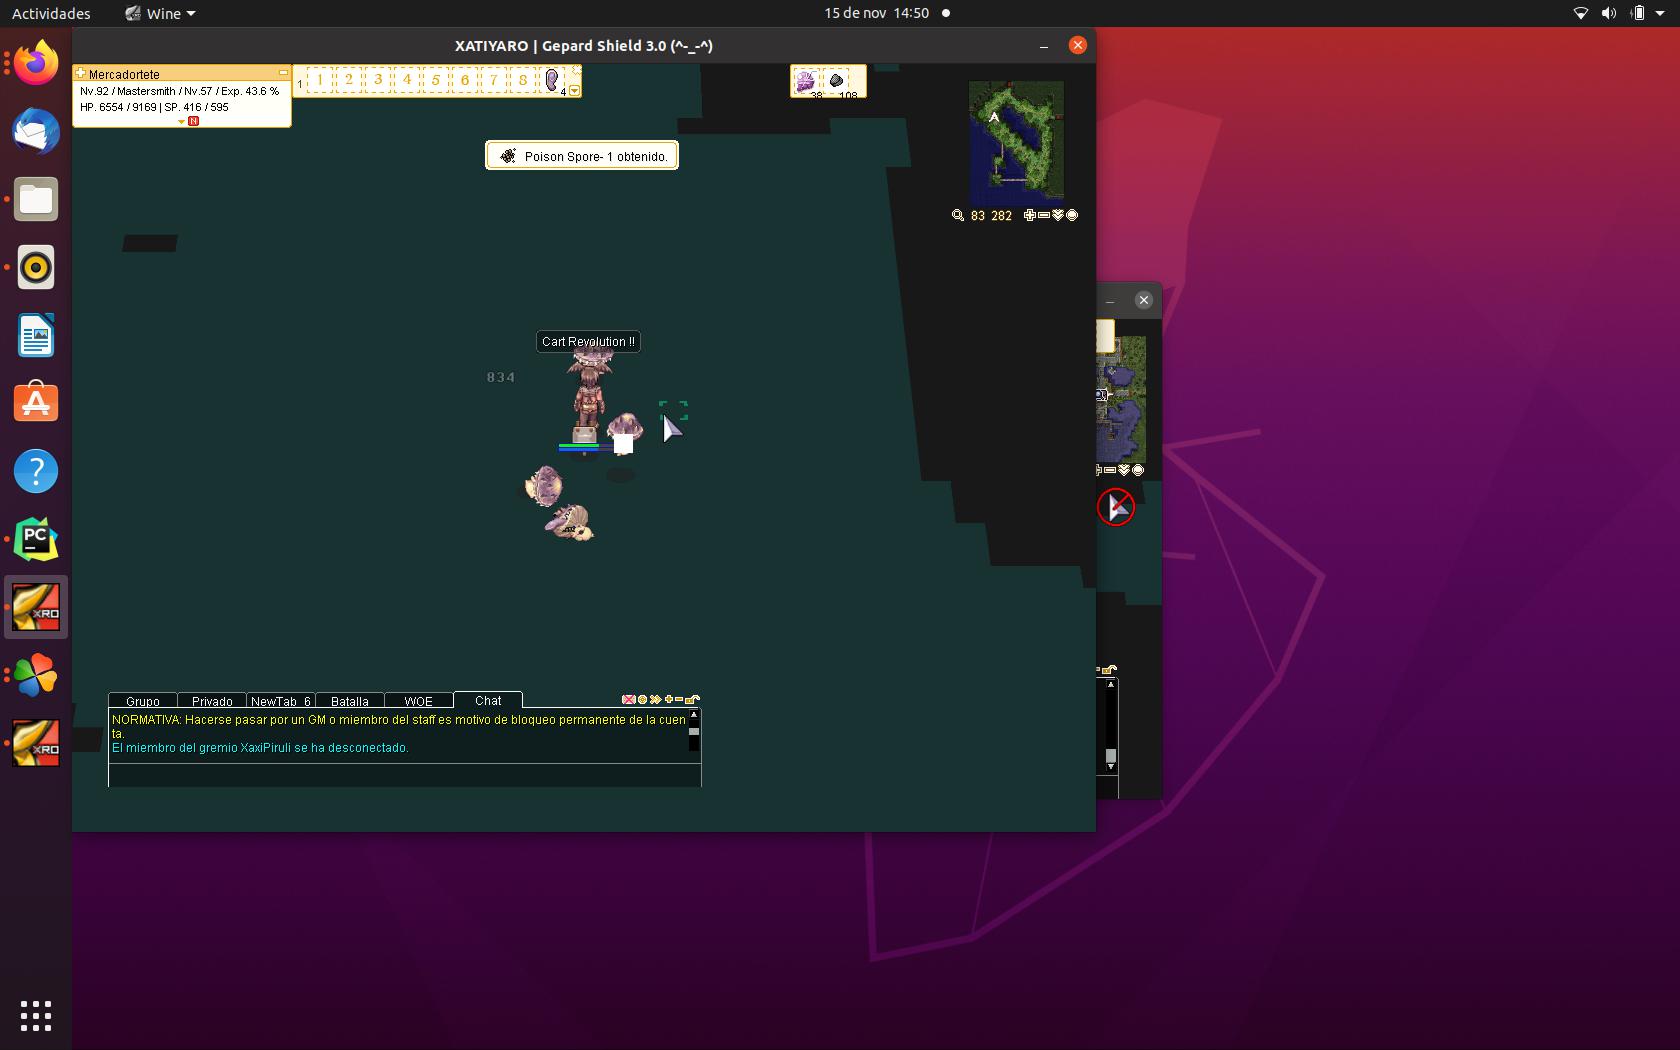 Actividades
Wine
15 de nov 14:50
XATIYARO | Gepard Shield 3.0 (^-_-^)
Mercadortete
Nv.92 / Mastersmith / Nv.57 / Exp. 43.6 %
HP. 6554 / 9169 | SP. 416 / 595
N
1 1 2 3 4 5 6 7 8 4
38 108
Poison Spore- 1 obtenido.
83 282
Cart Revolution !!
834
Grupo Privado NewTab 6 Batalla WOE Chat
NORMATIVA: Hacerse pasar por un GM o miembro del staff es motivo de bloqueo permanente de la cuen
ta.
El miembro del gremio XaxiPiruli se ha desconectado.
PC
XRO
XRO